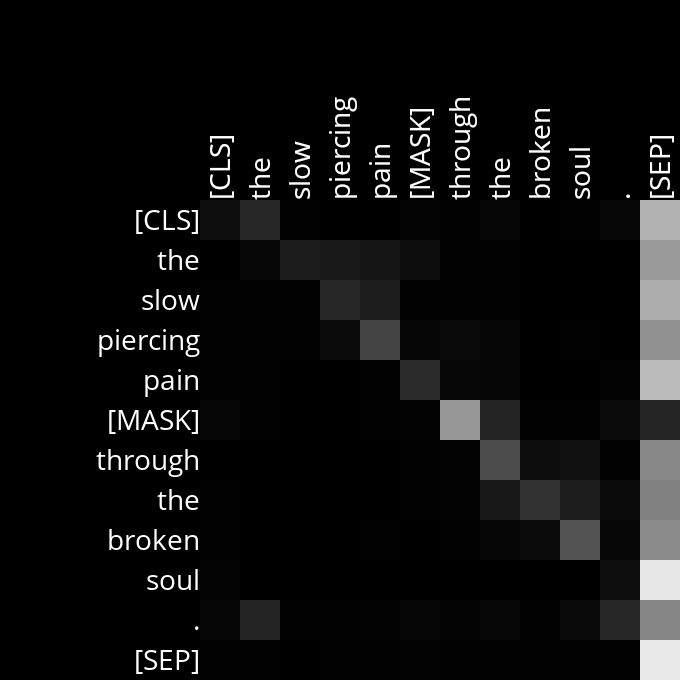 [CLS] the slow piercing pain [MASK] through the broken soul . [SEP]
[CLS]
the
slow
piercing
pain
[MASK]
through
the
broken
soul
.
[SEP]